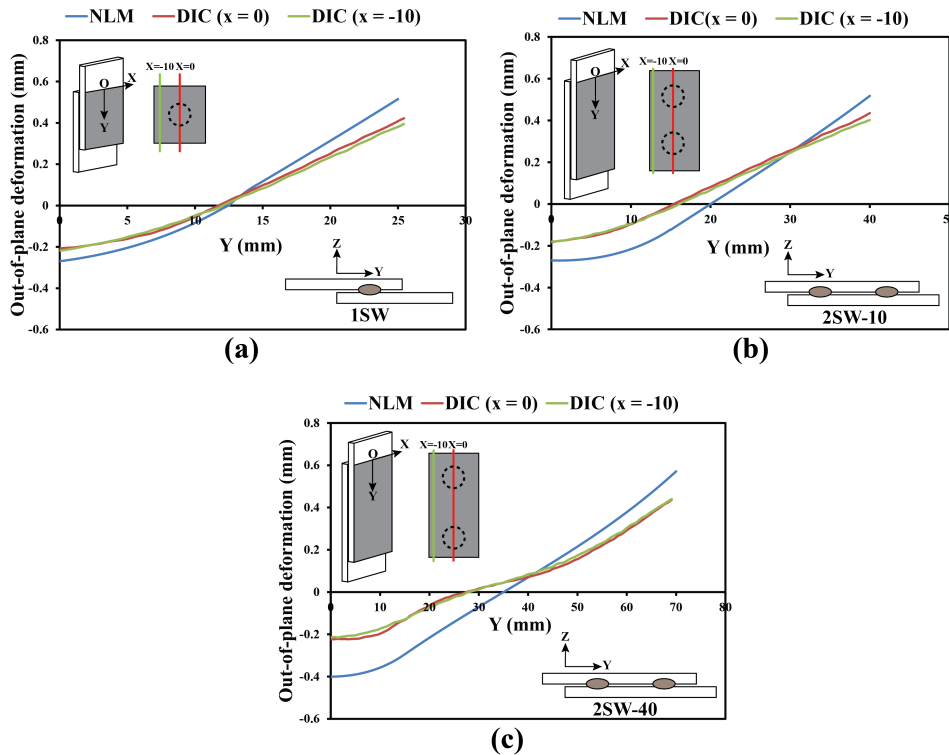 NLM DIC (x = 0) DIC (x = -10)
Out-of-plane deformation (mm)
0.8
0.6
0.4
0.2
0
-0.2
-0.4
-0.6
0 5 10 15 20 25 30
Y (mm)
O X
Y
X=-10 X=0
Z
Y
1SW
(a)
NLM DIC (x=0) DIC (x = -10)
Out-of-plane deformation (mm)
0.8
0.6
0.4
0.2
0
-0.2
-0.4
-0.6
0 10 20 30 40 50
Y (mm)
O X
Y
X=-10 X=0
Z
Y
2SW-10
(b)
NLM DIC (x = 0) DIC (x = -10)
Out-of-plane deformation (mm)
0.8
0.6
0.4
0.2
0
-0.2
-0.4
-0.6
0 10 20 30 40 50 60 70 80
Y (mm)
O X
Y
X=-10 X=0
Z
Y
2SW-40
(c)